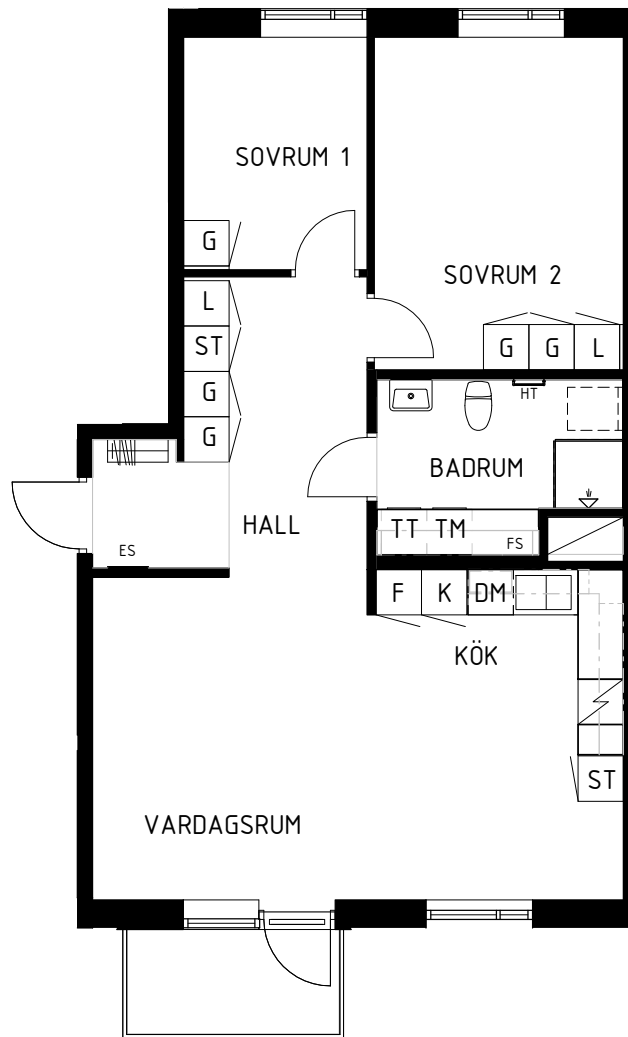 SOVRUM 1
G
SOVRUM 2
L
ST
G
G
G G L
HT
BADRUM
HALL
TT TM
FS
ES
F K DM
KÖK
ST
VARDAGSRUM